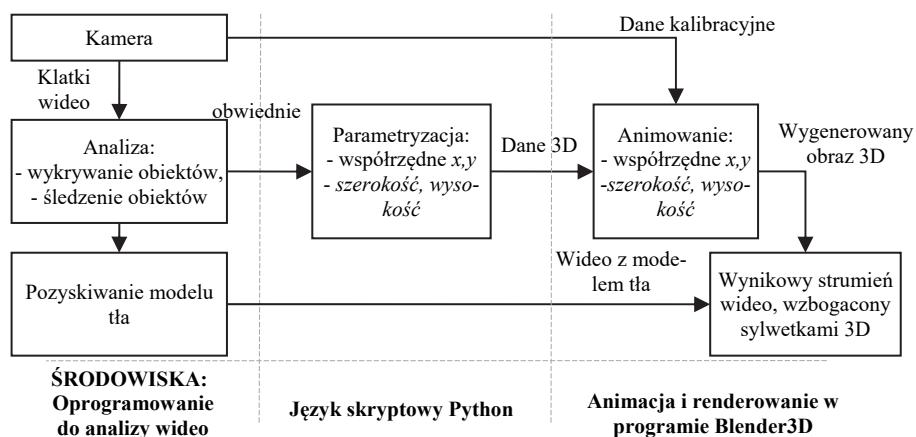 Kamera
Dane kalibracyjne
Klatki
wideo
obwiednie
Analiza:
- wykrywanie obiektów,
- śledzenie obiektów
Parametryzacja:
- współrzędne x,y
- szerokość, wyso-
kość
Dane 3D
Animowanie:
- współrzędne x,y
-szerokość, wyso-
kość
Wygenerowany
obraz 3D
Pozyskiwanie modelu
tła
Wideo z mode-
lem tła
Wynikowy strumień
wideo, wzbogacony
sylwetkami 3D
ŚRODOWISKA:
Oprogramowanie
do analizy wideo
Język skryptowy Python
Animacja i renderowanie w
programie Blender3D